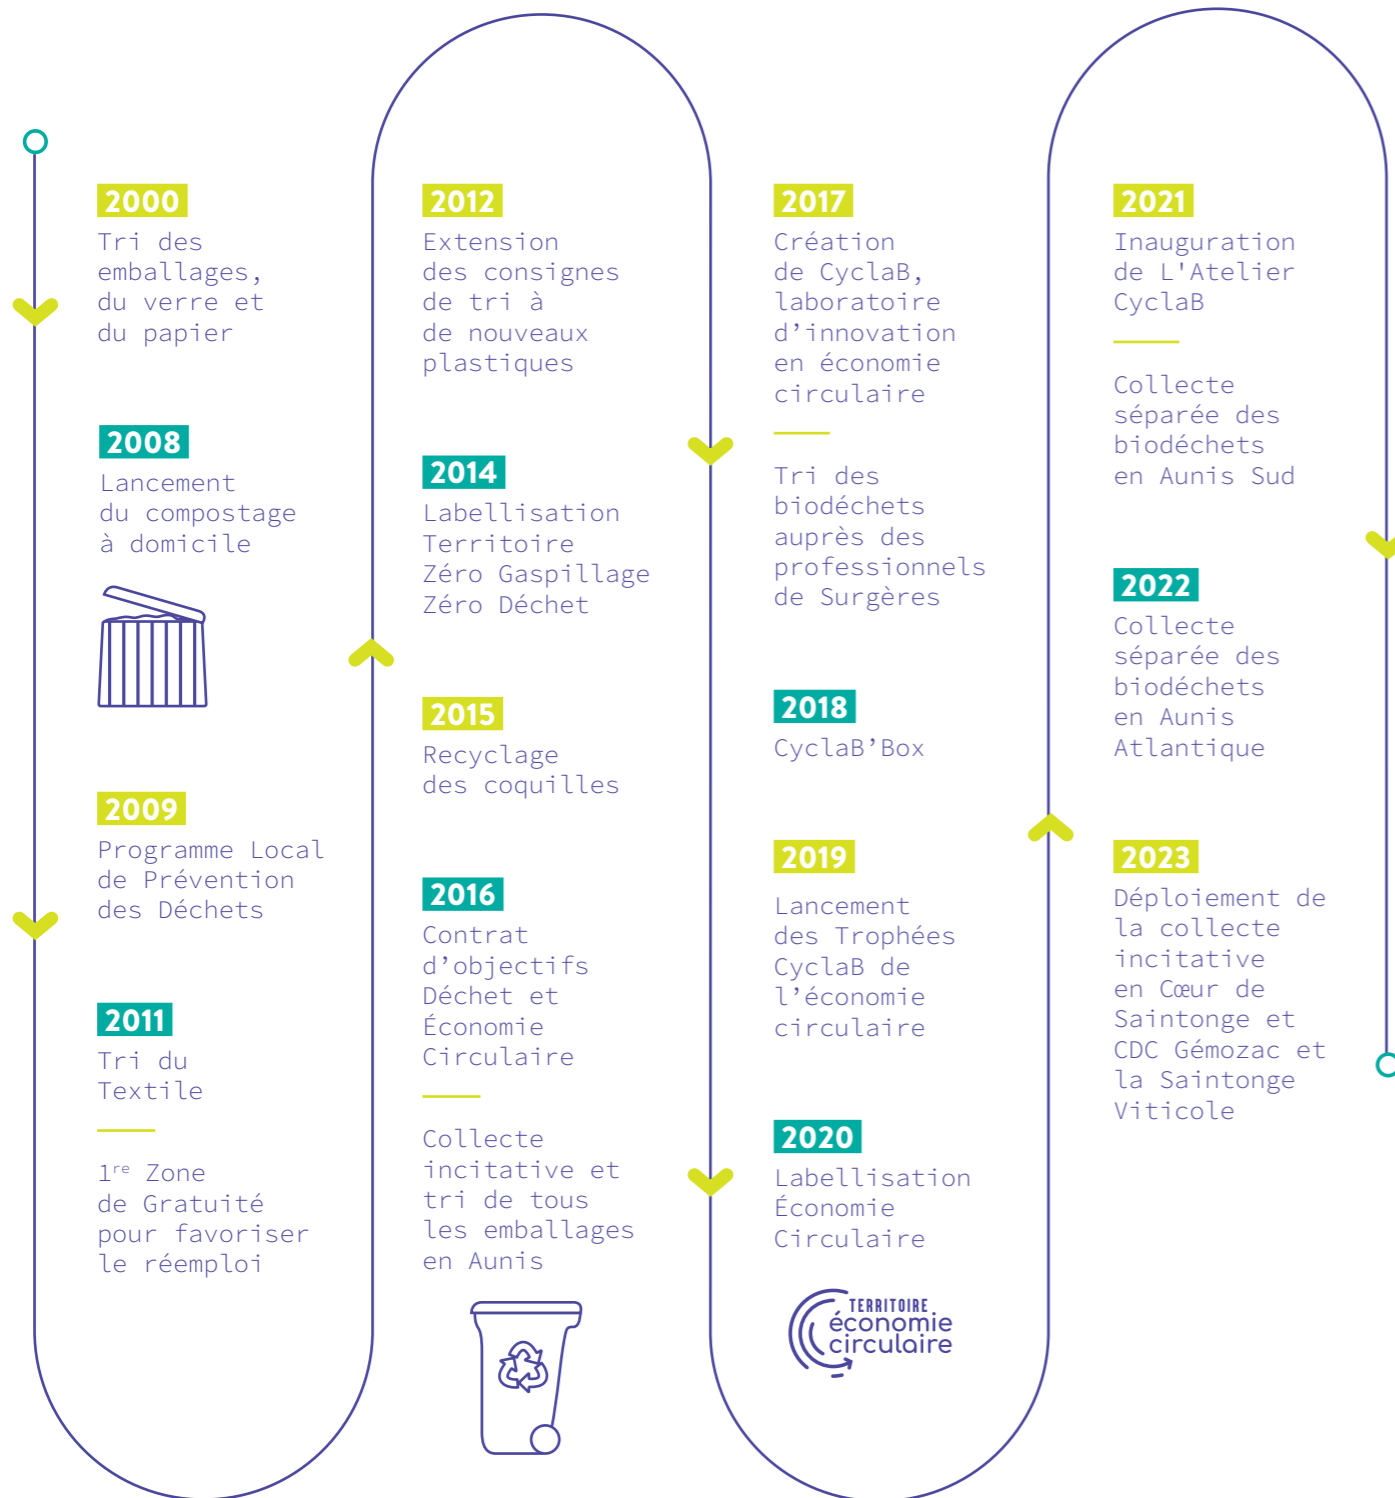 2000
Tri des
emballages,
du verre et
du papier
2008
Lancement
du compostage
à domicile
2009
Programme Local
de Prévention
des Déchets
2011
Tri du
Textile
1re Zone
de Gratuité
pour favoriser
le réemploi
2012
Extension
des consignes
de tri à
de nouveaux
plastiques
2014
Labellisation
Territoire
Zéro Gaspillage
Zéro Déchet
2015
Recyclage
des coquilles
2016
Contrat
d’objectifs
Déchet et
Économie
Circulaire
Collecte
incitative et
tri de tous
les emballages
en Aunis
2017
Création
de CyclaB,
laboratoire
d’innovation
en économie
circulaire
Tri des
biodéchets
auprès des
professionnels
de Surgères
2018
CyclaB’Box
2019
Lancement
des Trophées
CyclaB de
l’économie
circulaire
2020
Labellisation
Économie
Circulaire
TERRITOIRE
économie
circulaire
2021
Inauguration
de L'Atelier
CyclaB
Collecte
séparée des
biodéchets
en Aunis Sud
2022
Collecte
séparée des
biodéchets
en Aunis
Atlantique
2023
Déploiement de
la collecte
incitative
en Cœur de
Saintonge et
CDC Gémozac et
la Saintonge
Viticole